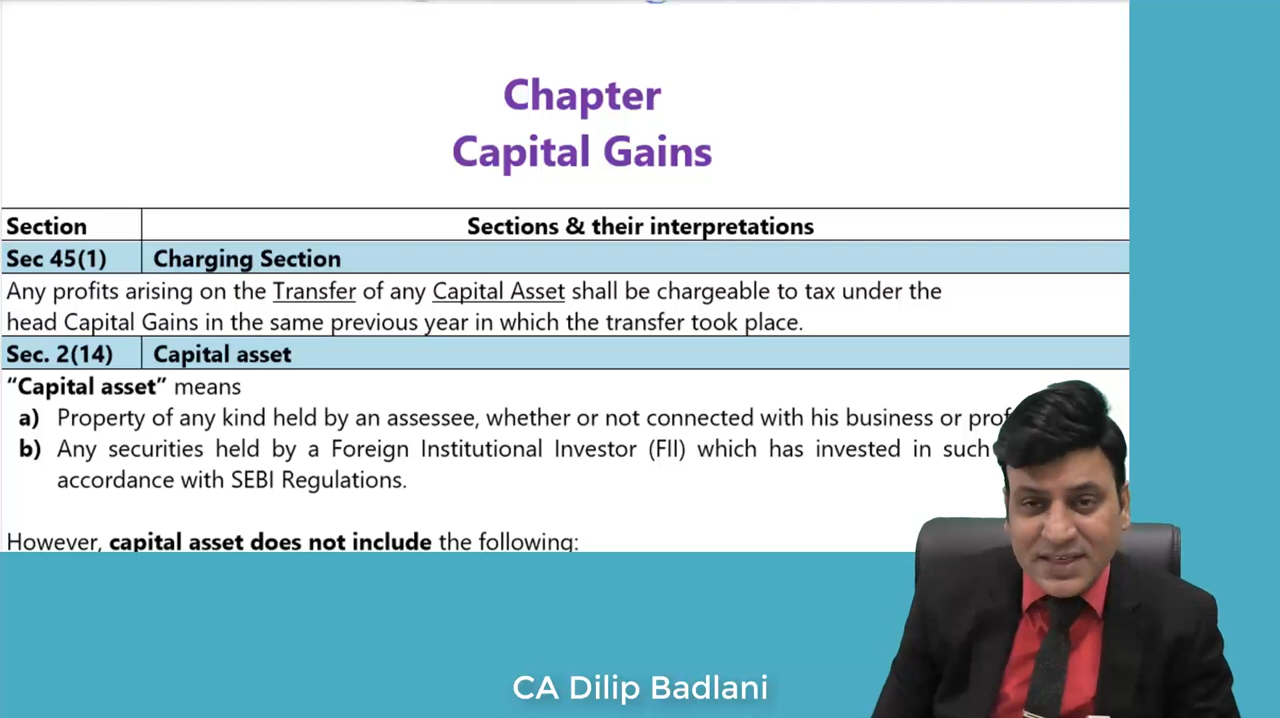 Chapter
Capital Gains
Section Sections & their interpretations
Sec 45(1) Charging Section
Any profits arising on the Transfer of any Capital Asset shall be chargeable to tax under the
head Capital Gains in the same previous year in which the transfer took place.
Sec. 2(14) Capital asset
“Capital asset” means
a) Property of any kind held by an assessee, whether or not connected with his business or
b) Any securities held by a Foreign Institutional Investor (FII) which has invested in such
accordance with SEBI Regulations.
However, capital asset does not include the following:
CA Dilip Badlani